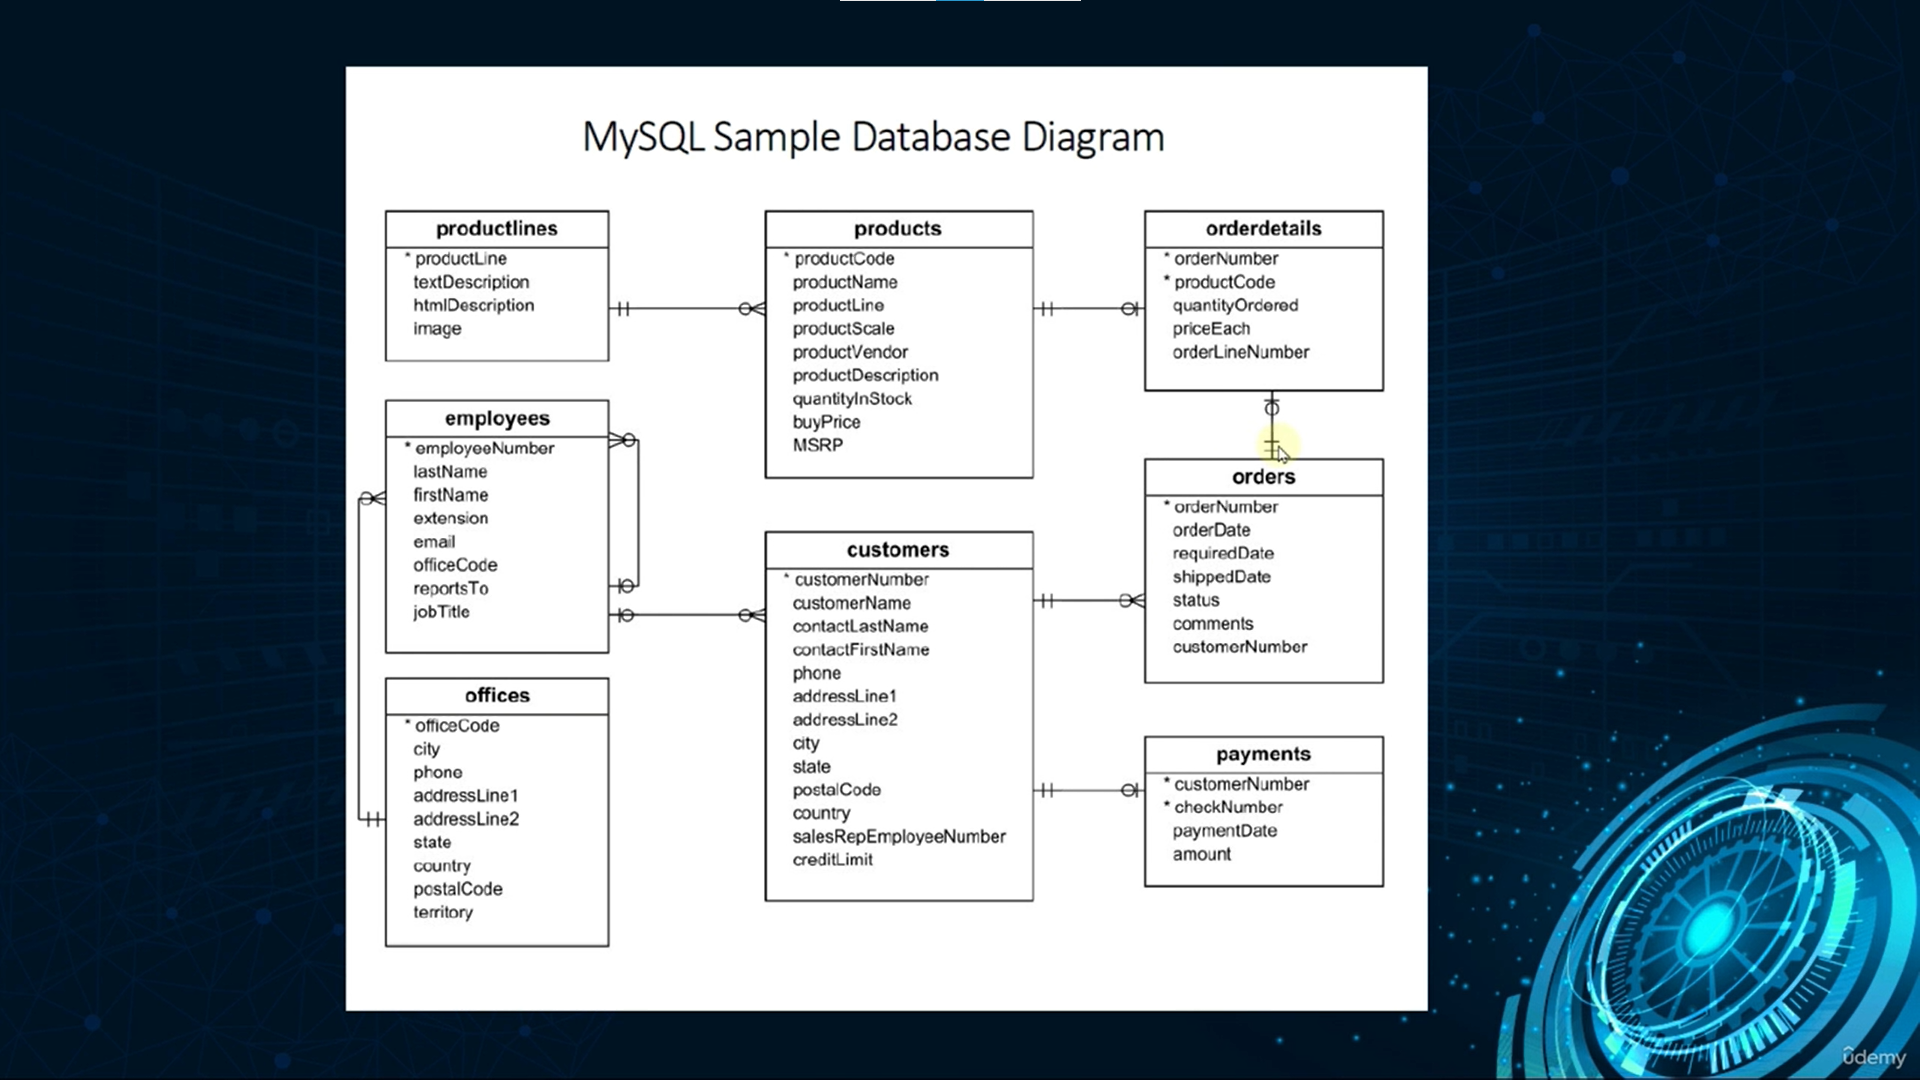 MySQL Sample Database Diagram
productlines
* productLine
textDescription
htmlDescription
image
products
* productCode
productName
productLine
productScale
productVendor
productDescription
quantityInStock
buyPrice
MSRP
orderdetails
* orderNumber
* productCode
quantityOrdered
priceEach
orderLineNumber
employees
* employeeNumber
lastName
firstName
extension
email
officeCode
reportsTo
jobTitle
customers
* customerNumber
customerName
contactLastName
contactFirstName
phone
addressLine1
addressLine2
city
state
postalCode
country
salesRepEmployeeNumber
creditLimit
orders
* orderNumber
orderDate
requiredDate
shippedDate
status
comments
customerNumber
offices
* officeCode
city
phone
addressLine1
addressLine2
state
country
postalCode
territory
payments
* customerNumber
* checkNumber
paymentDate
amount
udemy